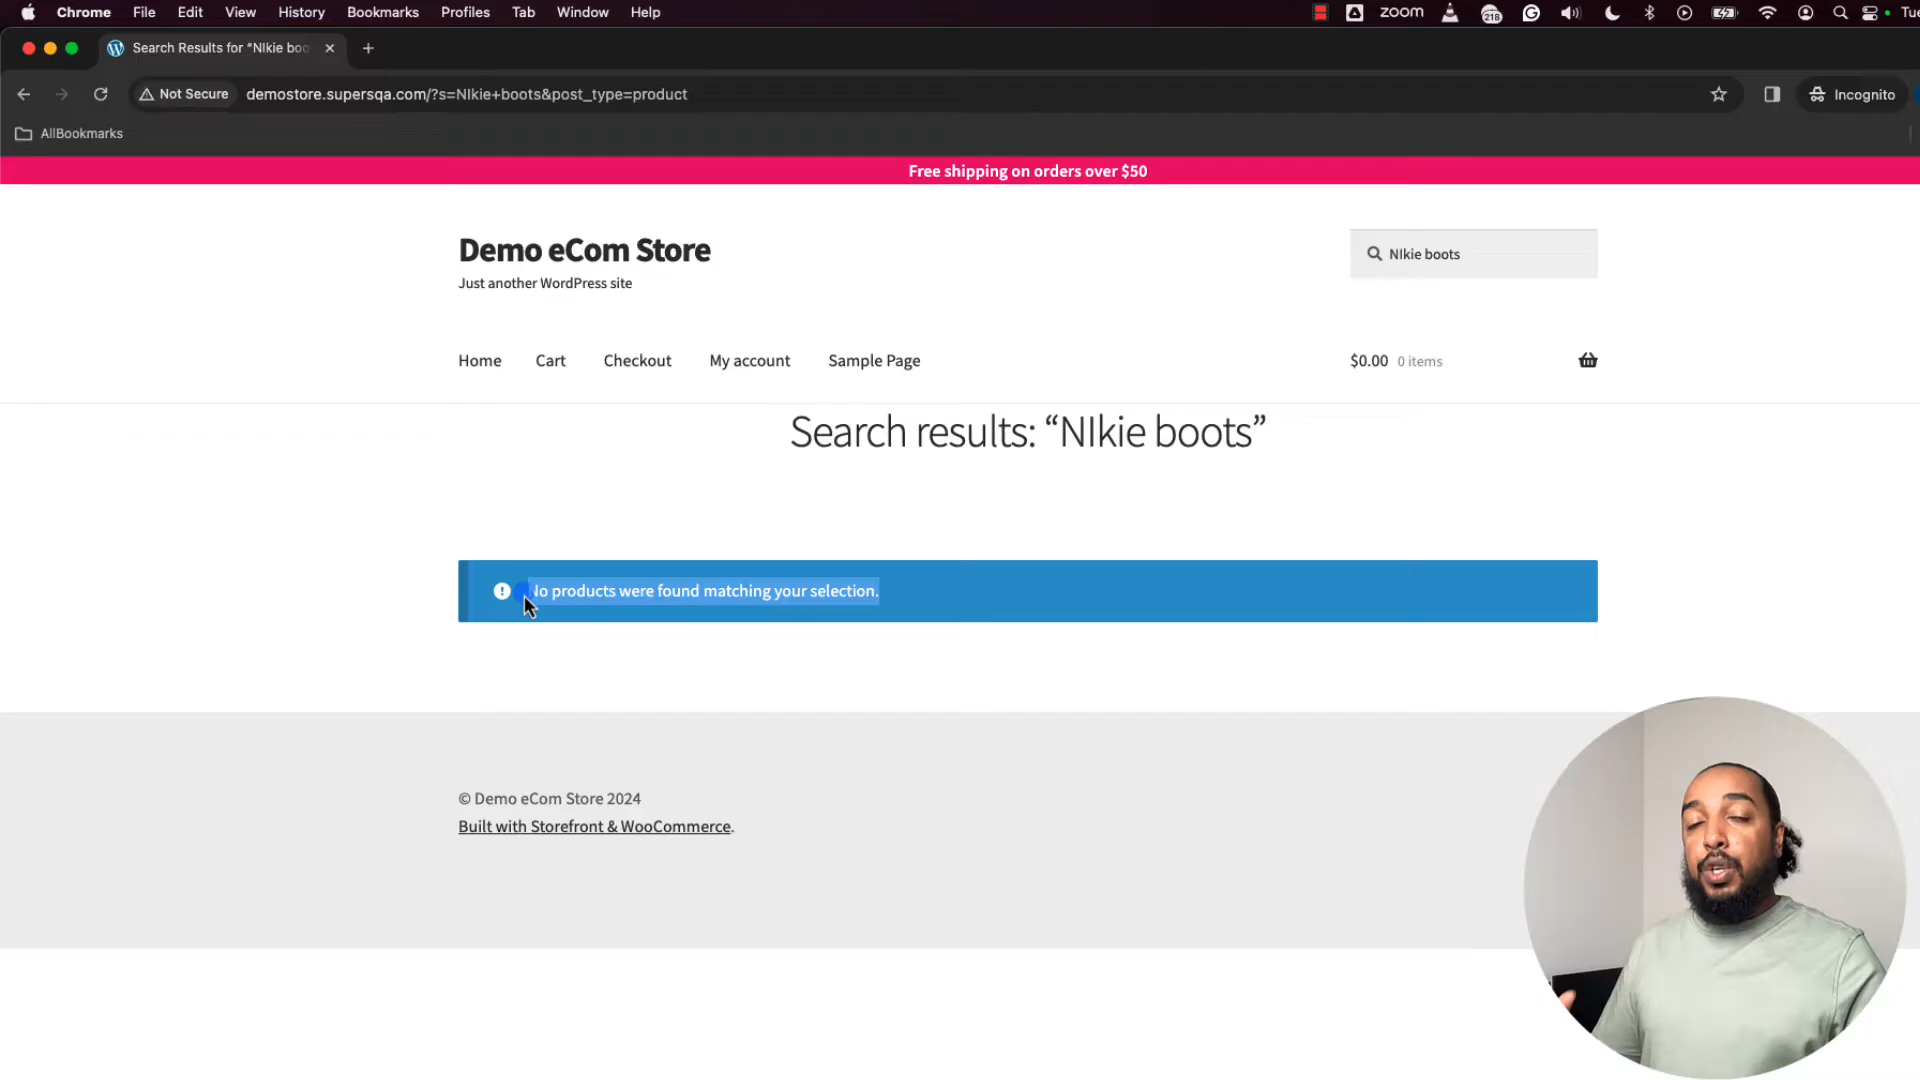 Chrome File Edit View History Bookmarks Profiles Tab Window Help zoom 218 Tue
Search Results for “NIkie boo
Not Secure demostore.supersqa.com/?s=NIkie+boots&post_type=product Incognito
AllBookmarks
Free shipping on orders over $50
Demo eCom Store
Just another WordPress site
NIkie boots
Home Cart Checkout My account Sample Page $0.00 0 items
Search results: “NIkie boots”
No products were found matching your selection.
© Demo eCom Store 2024
Built with Storefront & WooCommerce.